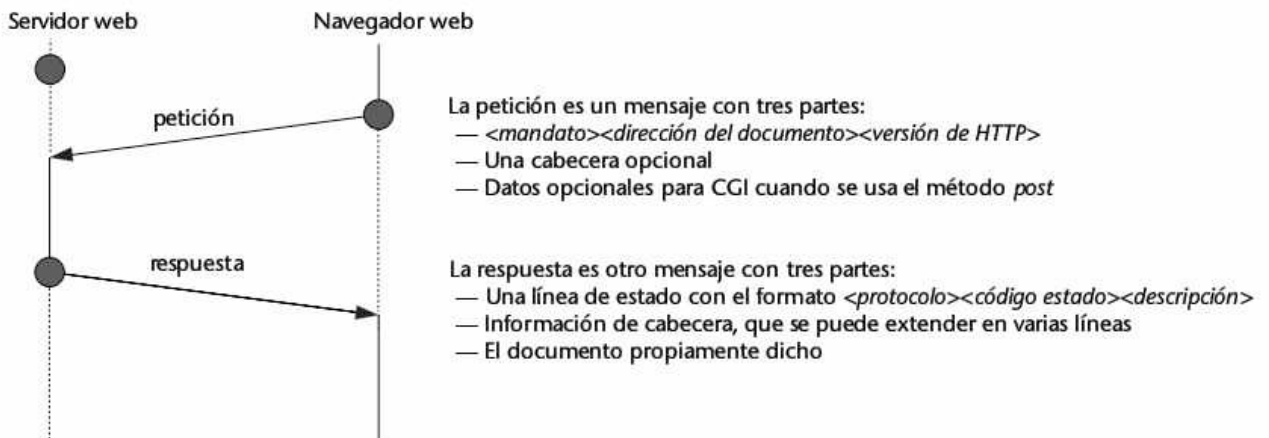 Servidor web
Navegador web
petición
La petición es un mensaje con tres partes:
— <mandato><dirección del documento><versión de HTTP>
— Una cabecera opcional
— Datos opcionales para CGI cuando se usa el método post
respuesta
La respuesta es otro mensaje con tres partes:
— Una línea de estado con el formato <protocolo><código estado><descripción>
— Información de cabecera, que se puede extender en varias líneas
— El documento propiamente dicho